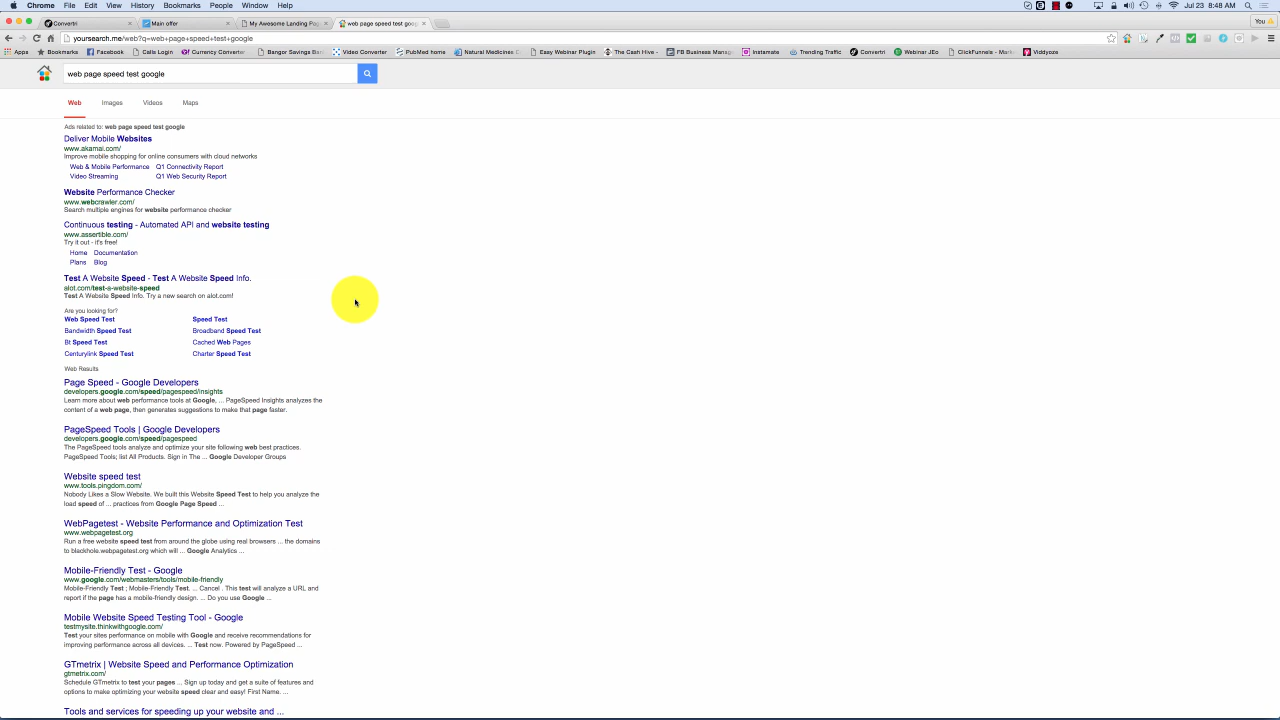 Chrome File Edit View History Bookmarks People Window Help
Jul 23 8:48 AM
Convertri
Main offer
My Awesome Landing Pa
web page speed test goog
You
yoursearch.me/web?q=web+page+speed+test+google
Apps
Bookmarks
Facebook
Calls Login
Currency Converter
Bangor Savings Bank
Video Converter
PubMed home
Natural Medicines
Easy Webinar Plugin
The Cash Hive -
FB Business Manag
Instamate
Trending Traffic
Convertri
Webinar JEo
ClickFunnels - Mark
Viddyoze
web page speed test google
Web Images Videos Maps
Ads related to: web page speed test google
Deliver Mobile Websites
www.akamai.com/
Improve mobile shopping for online consumers with cloud networks
Web & Mobile Performance Q1 Connectivity Report
Video Streaming Q1 Web Security Report
Website Performance Checker
www.webcrawler.com/
Search multiple engines for website performance checker
Continuous testing - Automated API and website testing
www.assertible.com/
Try it out - it's free!
Home Documentation
Plans Blog
Test A Website Speed - Test A Website Speed Info.
alot.com/test-a-website-speed
Test A Website Speed Info. Try a new search on alot.com!
Are you looking for?
Web Speed Test Speed Test
Bandwidth Speed Test Broadband Speed Test
Bt Speed Test Cached Web Pages
Centurylink Speed Test Charter Speed Test
Web Results
Page Speed - Google Developers
developers.google.com/speed/pagespeed/insights
Learn more about web performance tools at Google. ... PageSpeed Insights analyzes the
content of a web page, then generates suggestions to make that page faster.
PageSpeed Tools | Google Developers
developers.google.com/speed/pagespeed
The PageSpeed tools analyze and optimize your site following web best practices.
PageSpeed Tools; list All Products. Sign in The ... Google Developer Groups
Website speed test
www.tools.pingdom.com/
Nobody Likes a Slow Website. We built this Website Speed Test to help you analyze the
load speed of ... practices from Google Page Speed ...
WebPagetest - Website Performance and Optimization Test
www.webpagetest.org
Run a free website speed test from around the globe using real browsers ... the domains
to blackhole.webpagetest.org which will ... Google Analytics ...
Mobile-Friendly Test - Google
www.google.com/webmasters/tools/mobile-friendly
Mobile-Friendly Test ; Mobile-Friendly Test. ... Cancel . This test will analyze a URL and
report if the page has a mobile-friendly design. ... Do you use Google ...
Mobile Website Speed Testing Tool - Google
testmysite.thinkwithgoogle.com/
Test your sites performance on mobile with Google and receive recommendations for
improving performance across all devices. ... Test now. Powered by PageSpeed ...
GTmetrix | Website Speed and Performance Optimization
gtmetrix.com/
Schedule GTmetrix to test your pages ... Sign up today and get a suite of features and
options to make optimizing your website speed clear and easy! First Name. ...
Tools and services for speeding up your website and ...